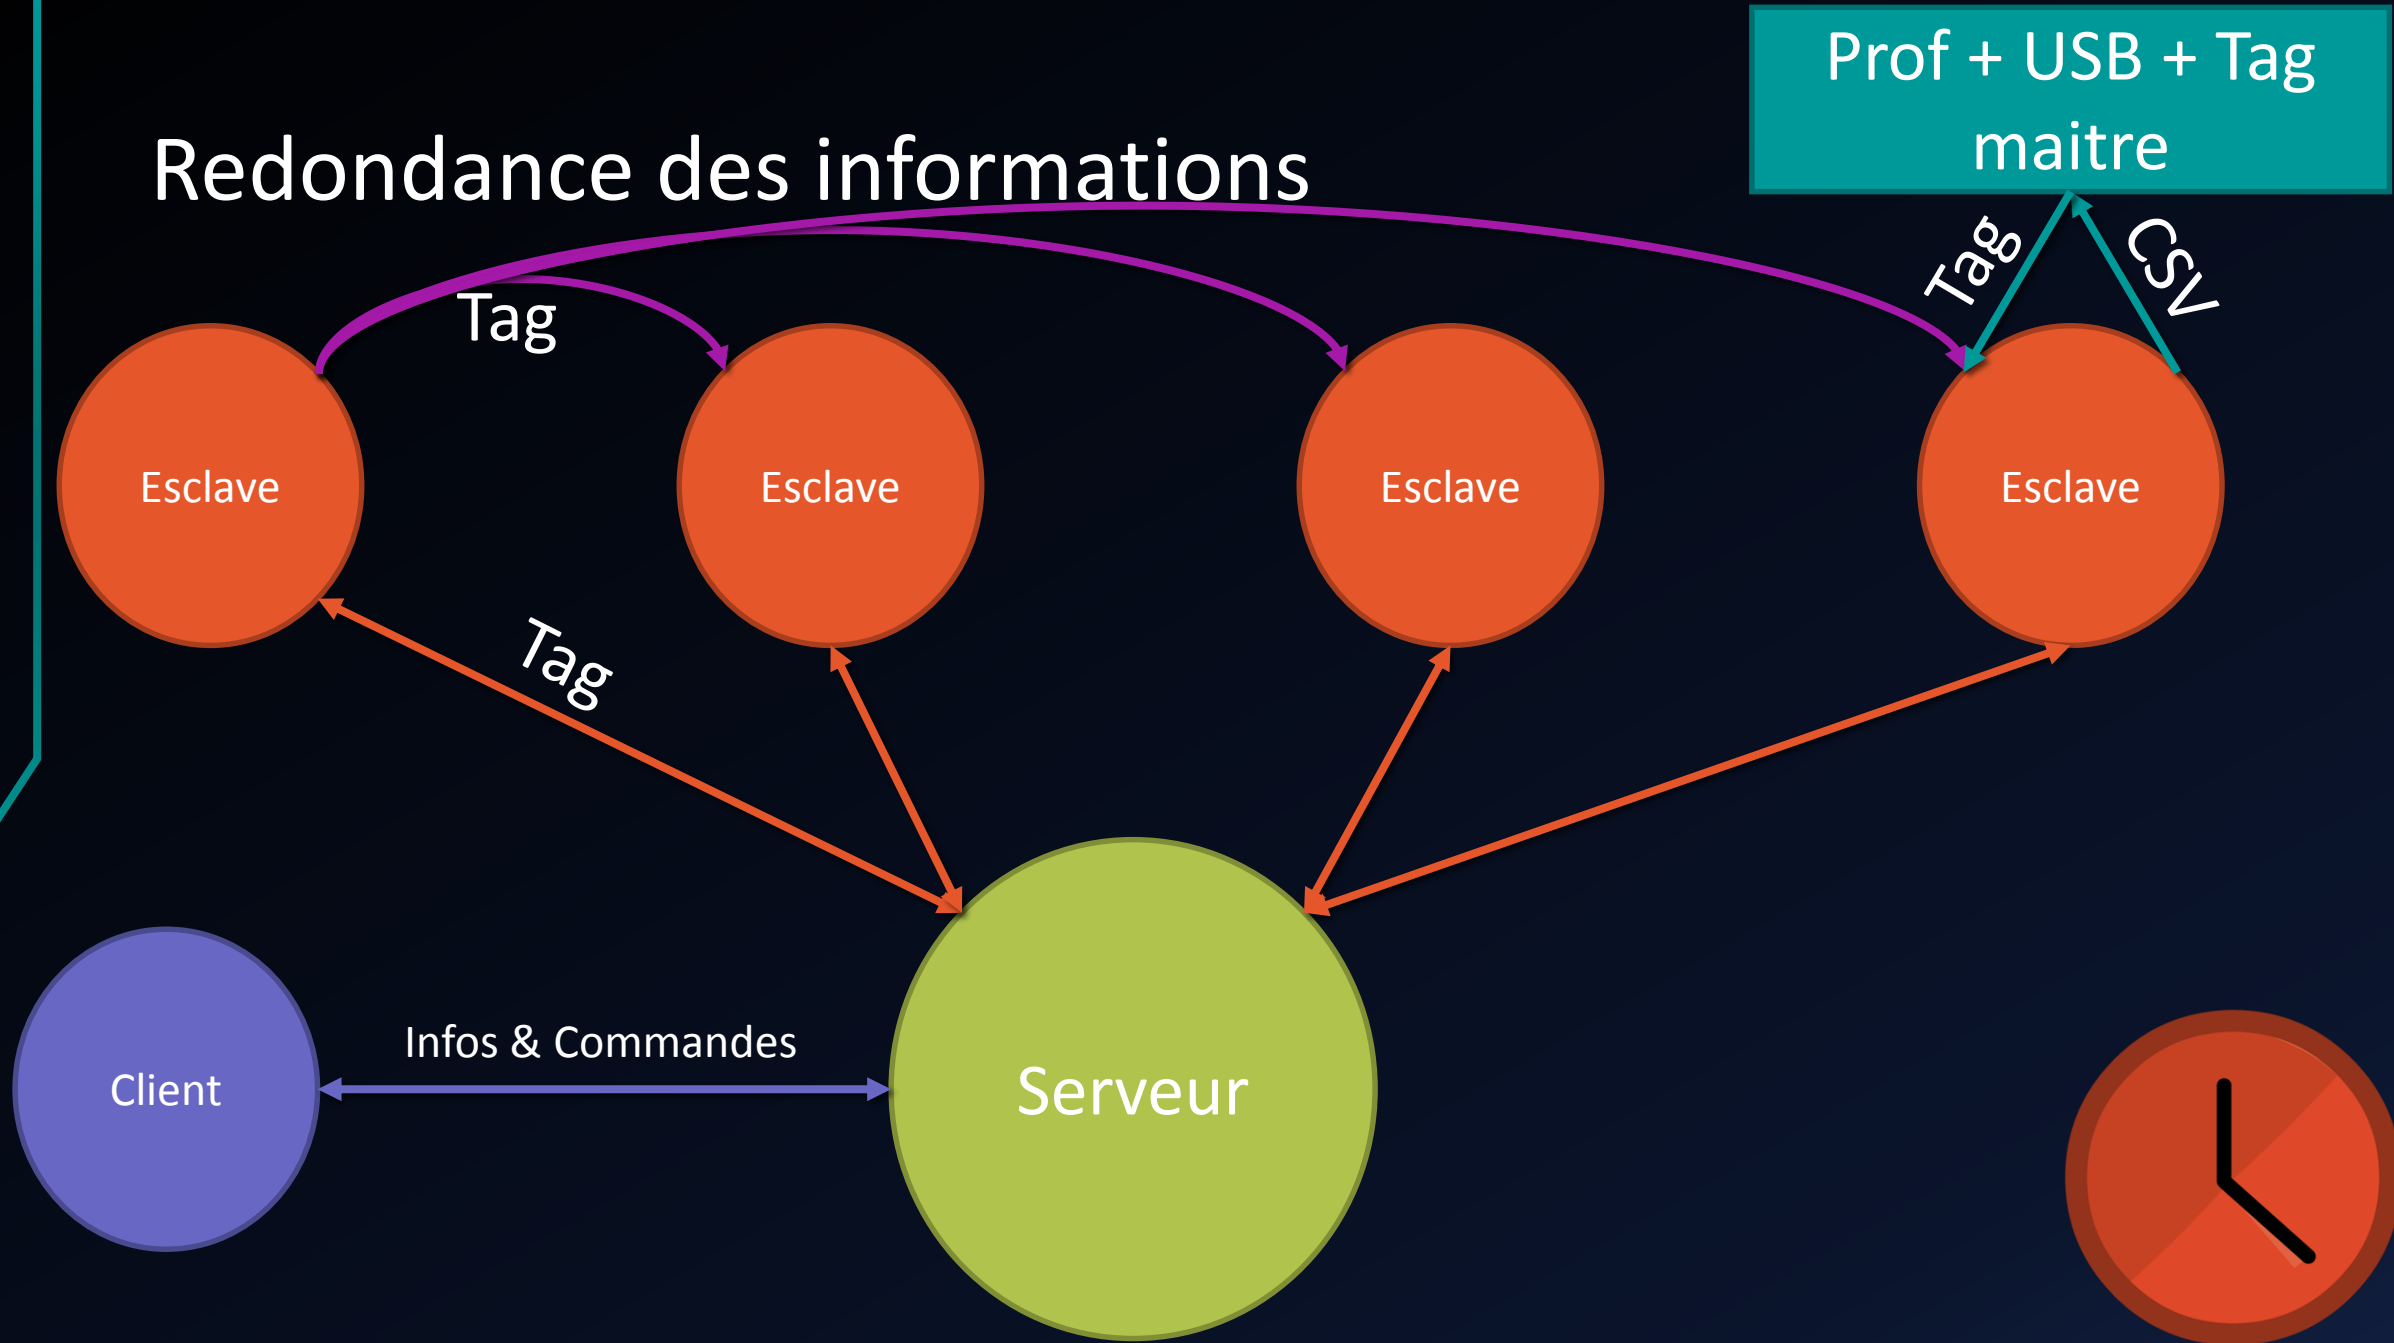 Prof + USB + Tag
maitre
Redondance des informations
Tag
CSV
Tag
Esclave
Esclave
Esclave
Esclave
Tag
Infos & Commandes
Client
Serveur